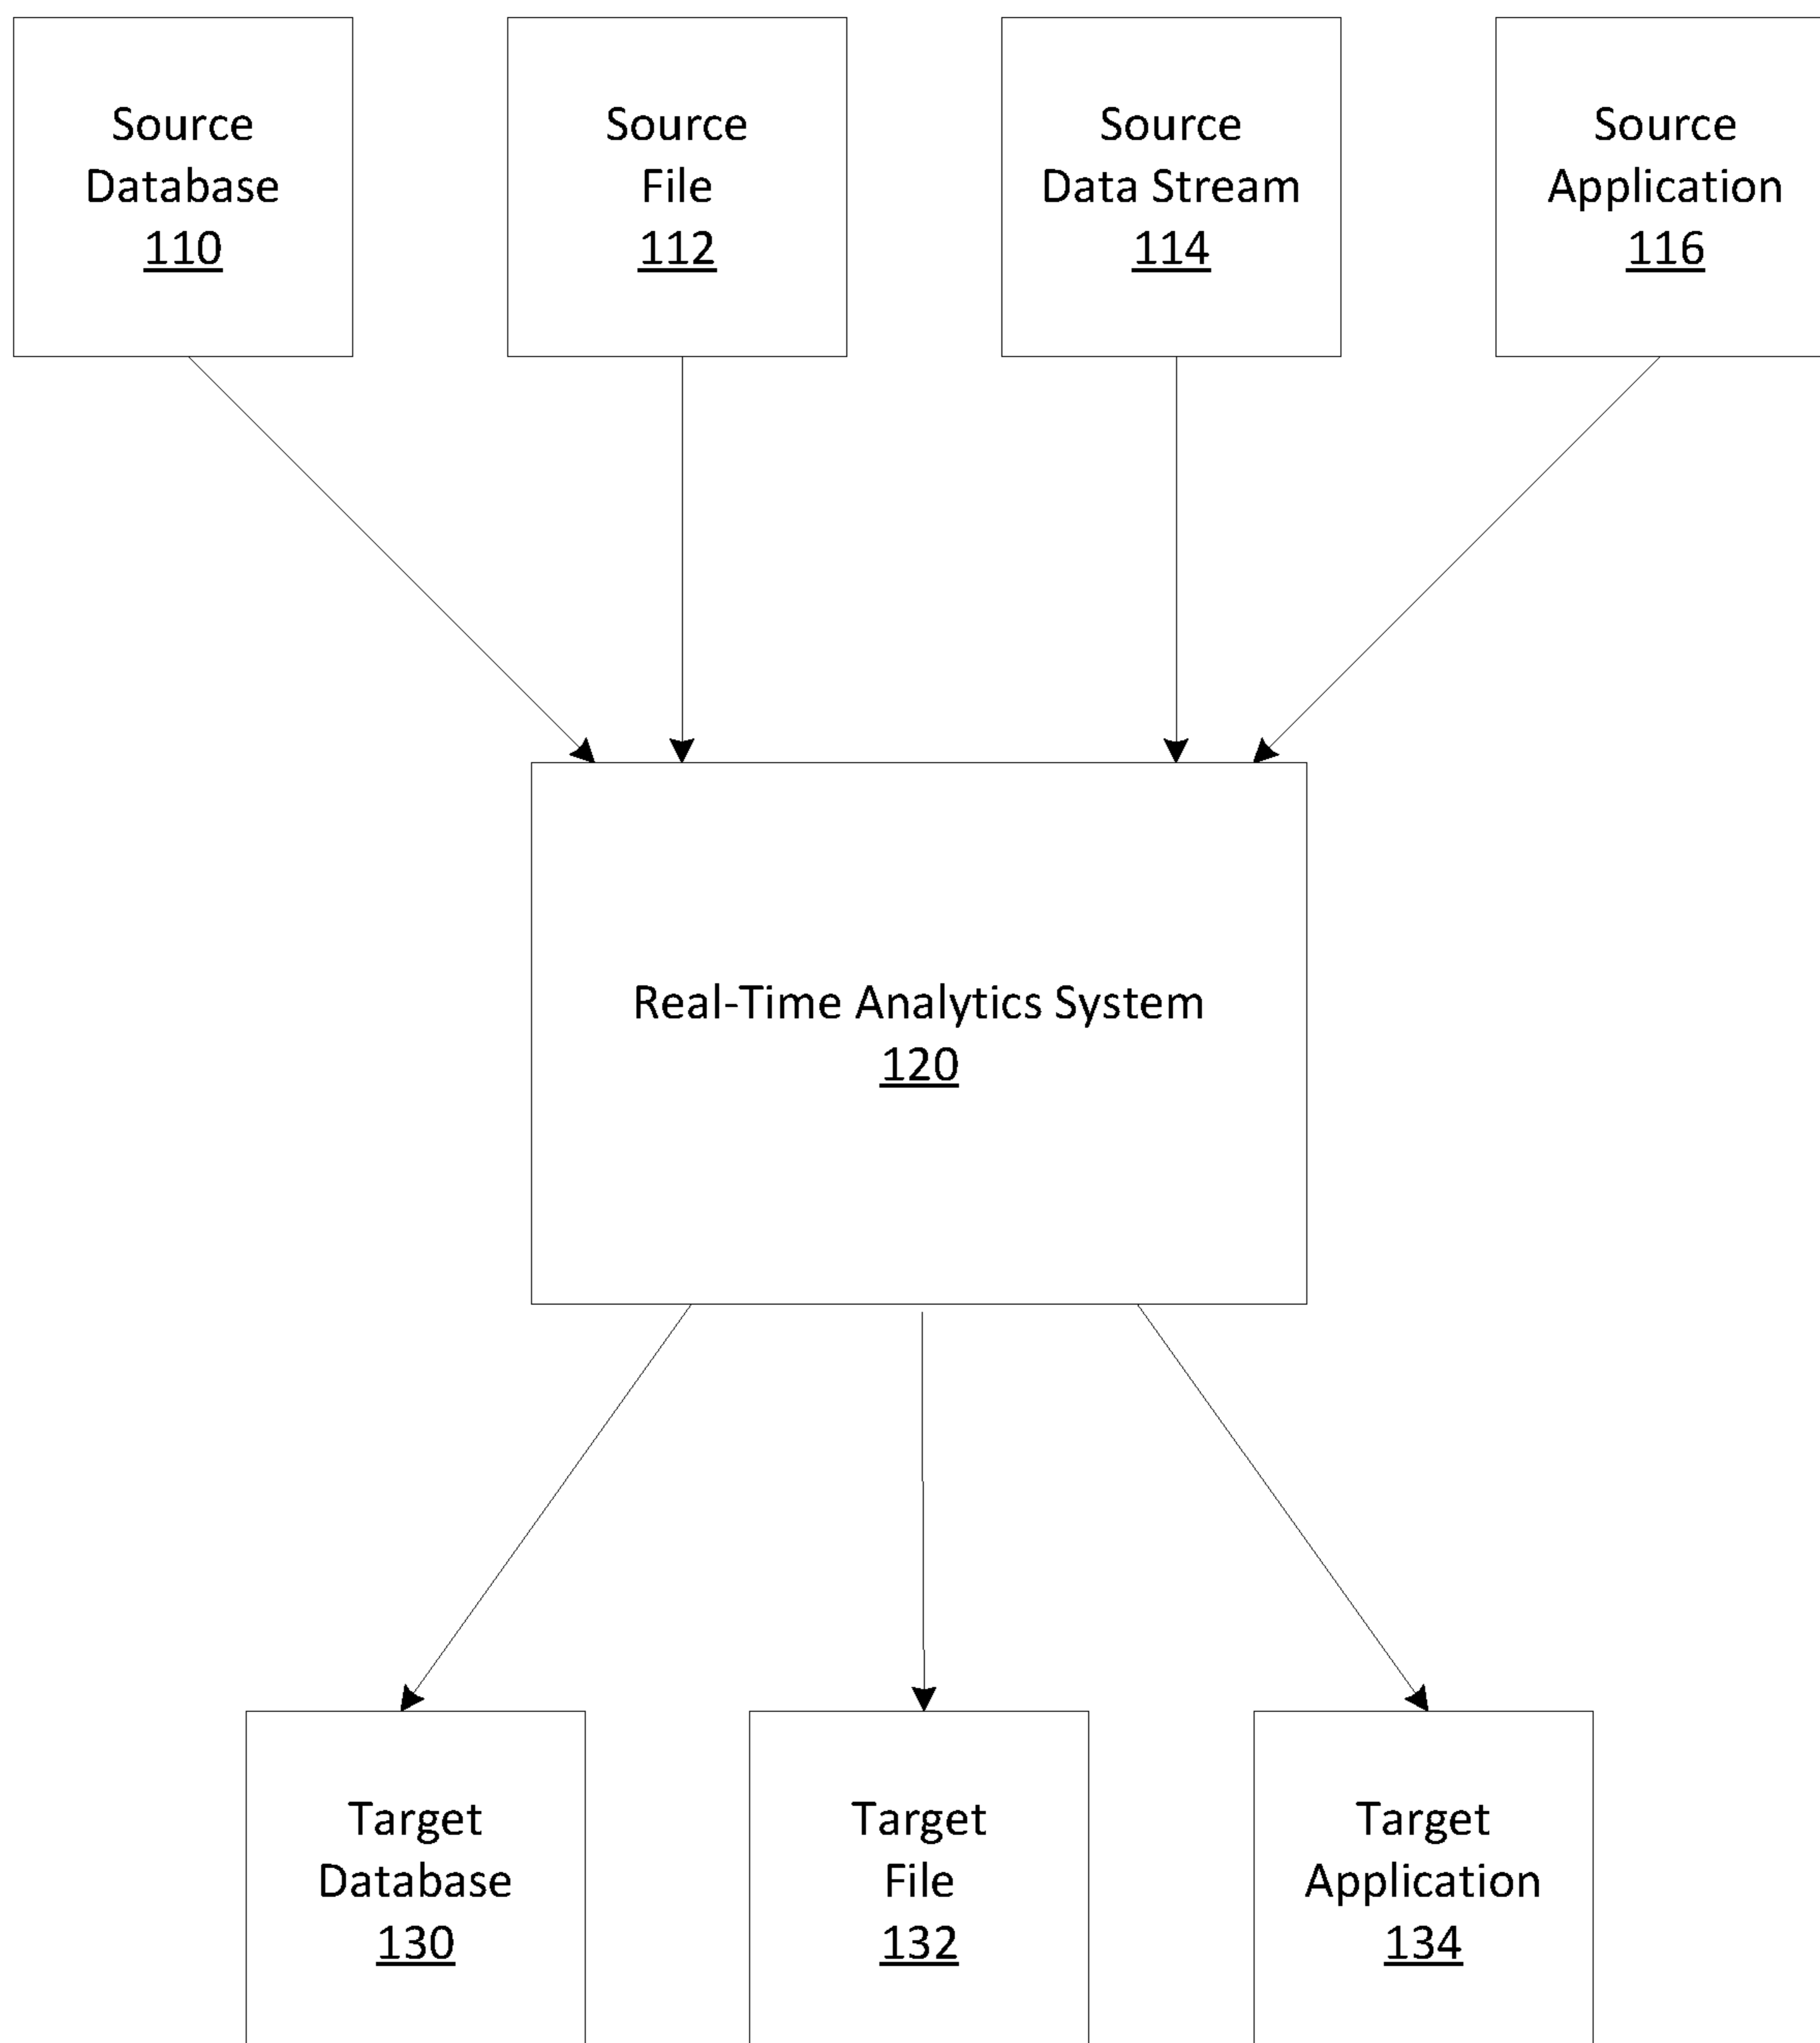 Source
Database
110
Source
File
112
Source
Data Stream
114
Source
Application
116
Real-Time Analytics System
120
Target
Database
130
Target
File
132
Target
Application
134